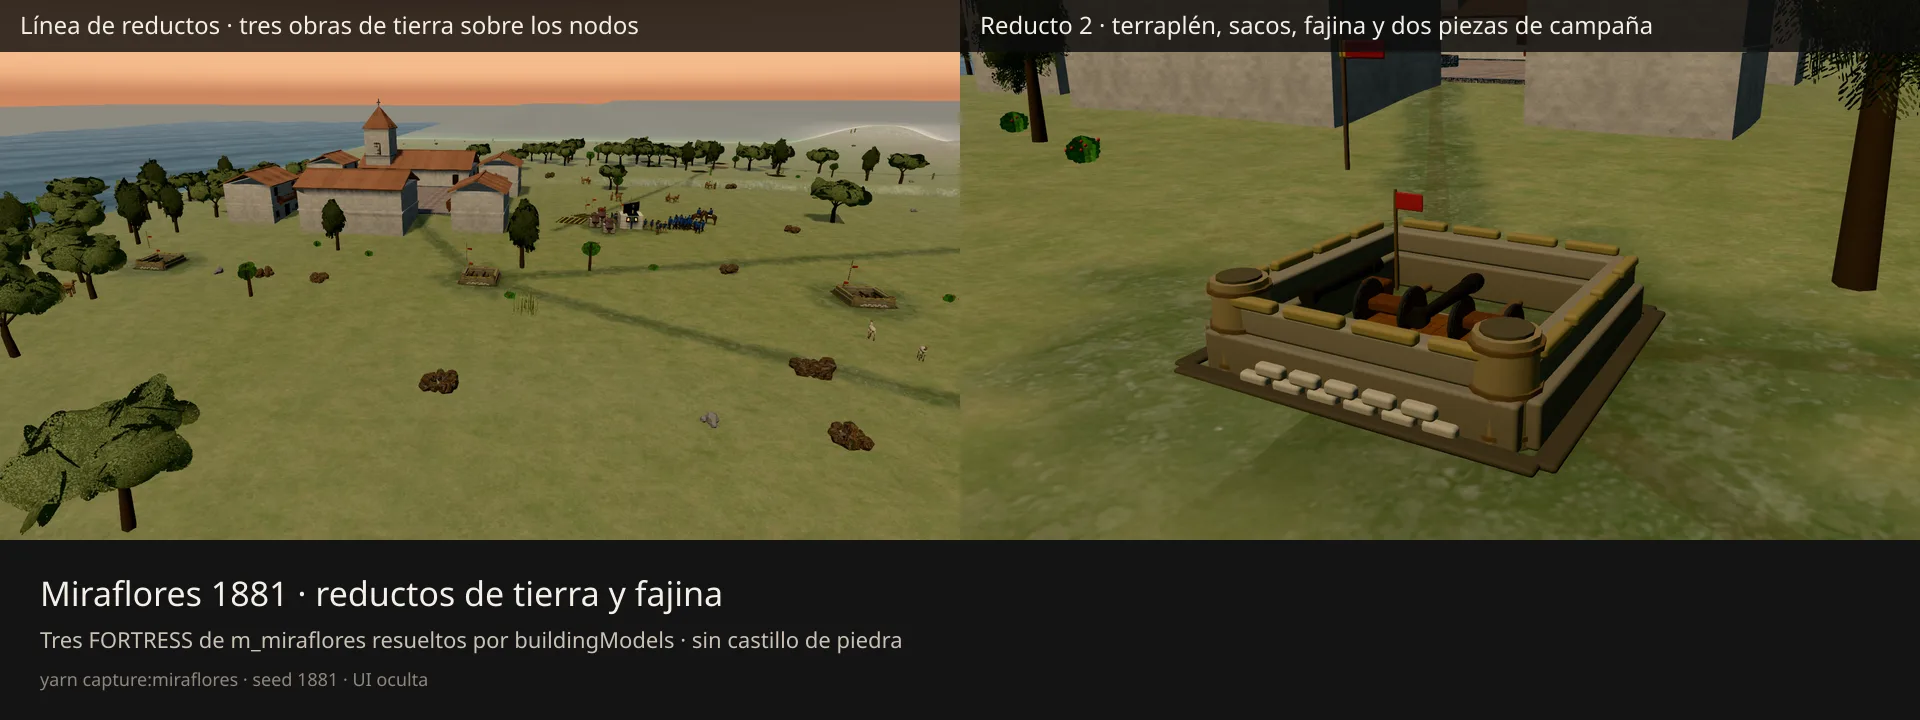 Línea de reductos · tres obras de tierra sobre los nodos
Reducto 2 · terraplén, sacos, fajina y dos piezas de campaña
Miraflores 1881 · reductos de tierra y fajina
Tres FORTRESS de m_miraflores resueltos por buildingModels · sin castillo de piedra
yarn capture:miraflores · seed 1881 · UI oculta